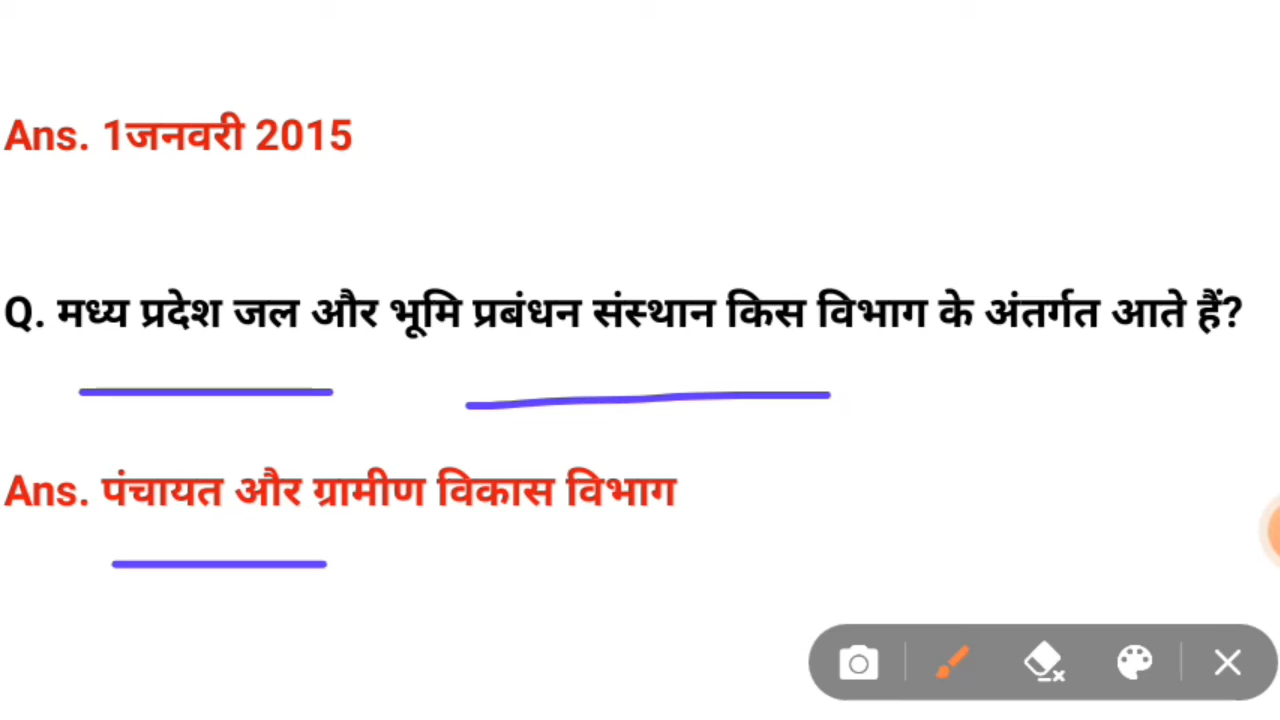 Ans. 1जनवरी 2015
Q. मध्य प्रदेश जल और भूमि प्रबंधन संस्थान किस विभाग के अंतर्गत आते हैं?
Ans. पंचायत और ग्रामीण विकास विभाग